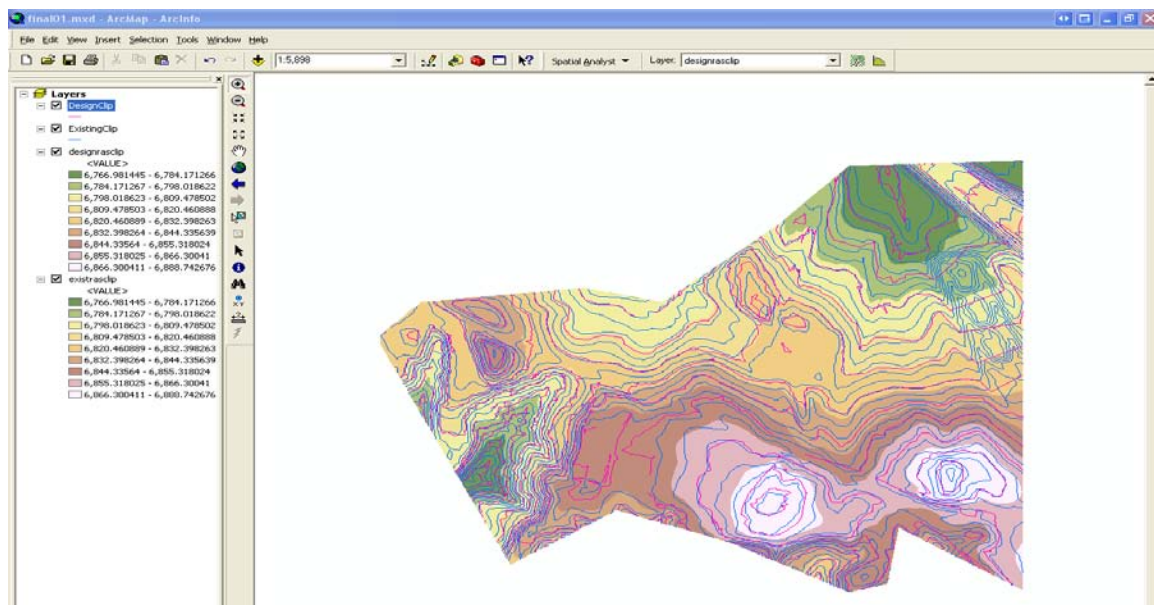 final01.mxd - ArcMap - ArcInfo
File Edit View Insert Selection Tools Window Help
1:5,898
Spatial Analyst
Layer: designrasclip
Layers
DesignClip
ExistingClip
designrasclip
<VALUE>
6,766.981445 - 6,784.171266
6,784.171267 - 6,798.018622
6,798.018623 - 6,809.478502
6,809.478503 - 6,820.460888
6,820.460889 - 6,832.398263
6,832.398264 - 6,844.335639
6,844.33564 - 6,855.318024
6,855.318025 - 6,866.30041
6,866.300411 - 6,888.742676
existrasclip
<VALUE>
6,766.981445 - 6,784.171266
6,784.171267 - 6,798.018622
6,798.018623 - 6,809.478502
6,809.478503 - 6,820.460888
6,820.460889 - 6,832.398263
6,832.398264 - 6,844.335639
6,844.33564 - 6,855.318024
6,855.318025 - 6,866.30041
6,866.300411 - 6,888.742676